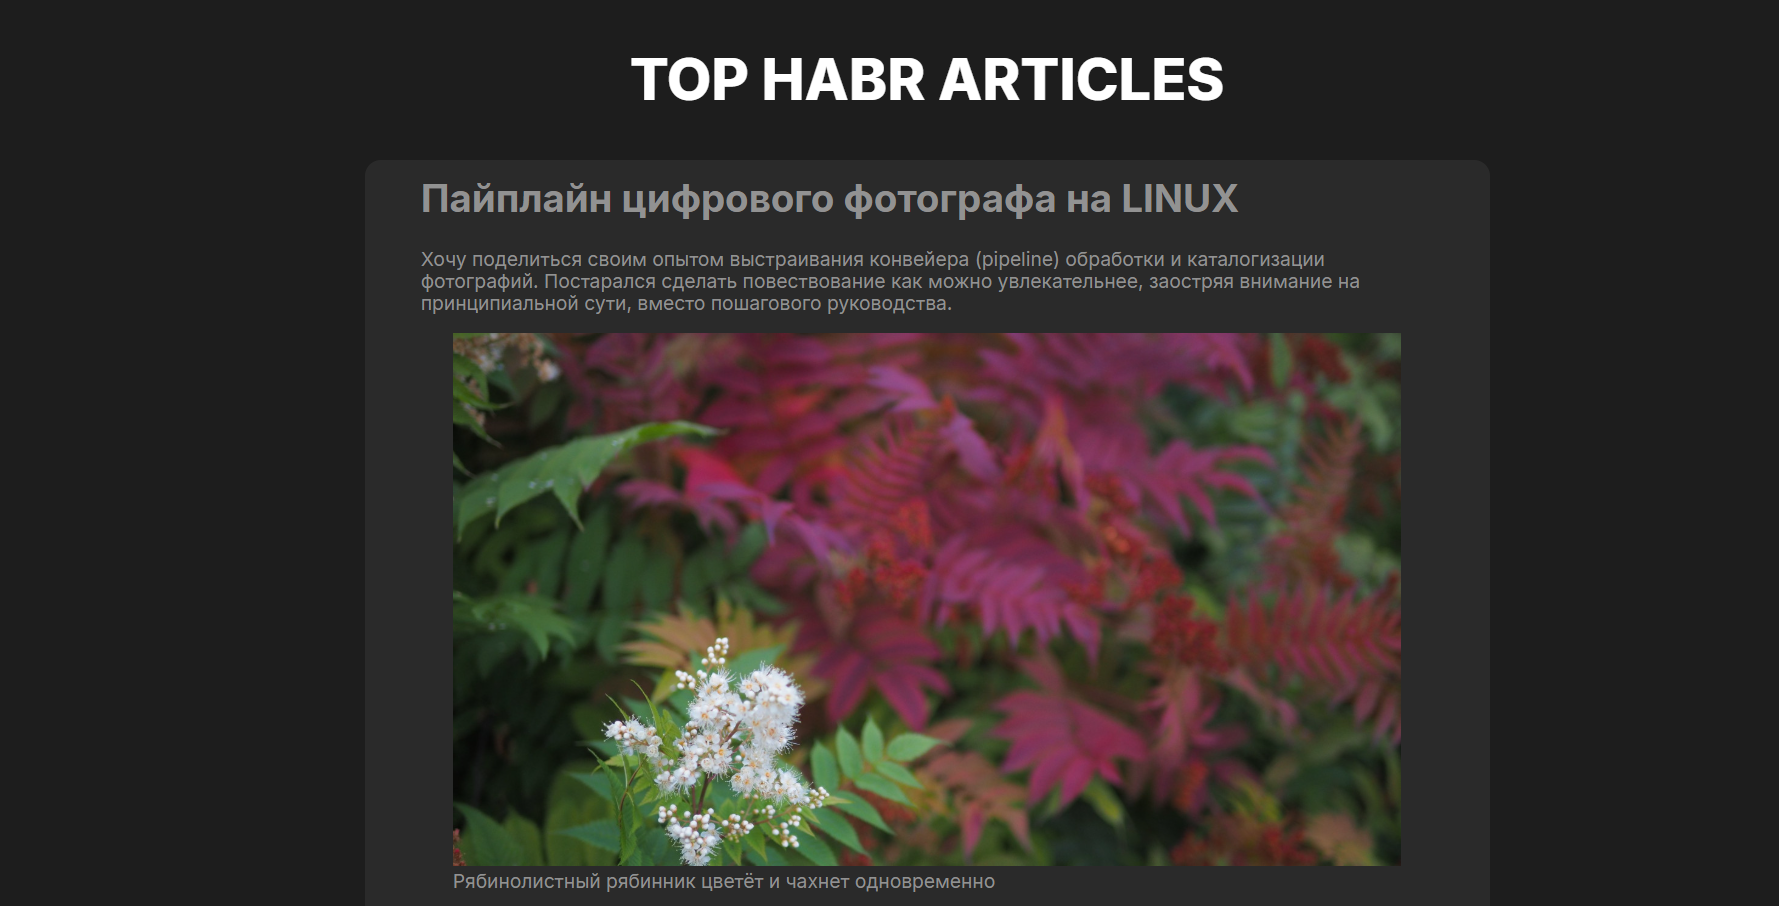 TOP HABR ARTICLES
Пайплайн цифрового фотографа на LINUX
Хочу поделиться своим опытом выстраивания конвейера (pipeline) обработки и каталогизации
фотографий. Постарался сделать повествование как можно увлекательнее, заостряя внимание на
принципиальной сути, вместо пошагового руководства.
Рябинолистный рябинник цветёт и чахнет одновременно